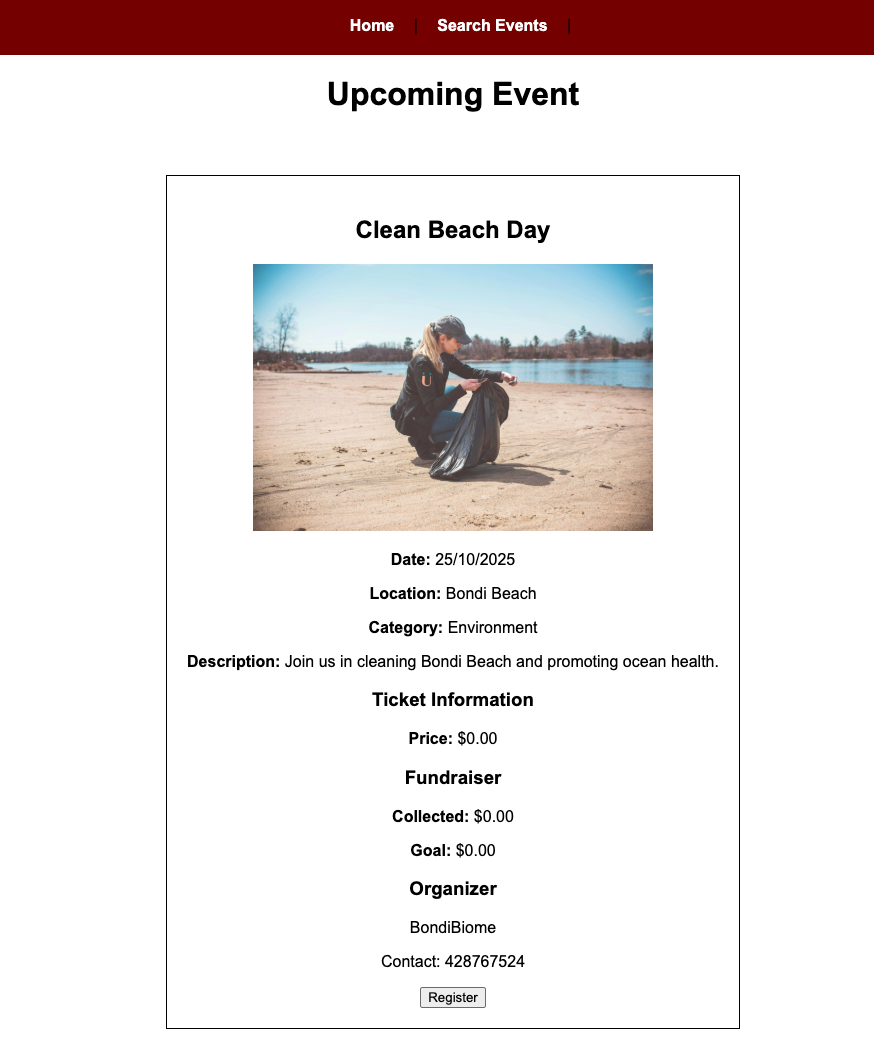 Home | Search Events |
Upcoming Event
Clean Beach Day
Date: 25/10/2025
Location: Bondi Beach
Category: Environment
Description: Join us in cleaning Bondi Beach and promoting ocean health.
Ticket Information
Price: $0.00
Fundraiser
Collected: $0.00
Goal: $0.00
Organizer
BondiBiome
Contact: 428767524
Register